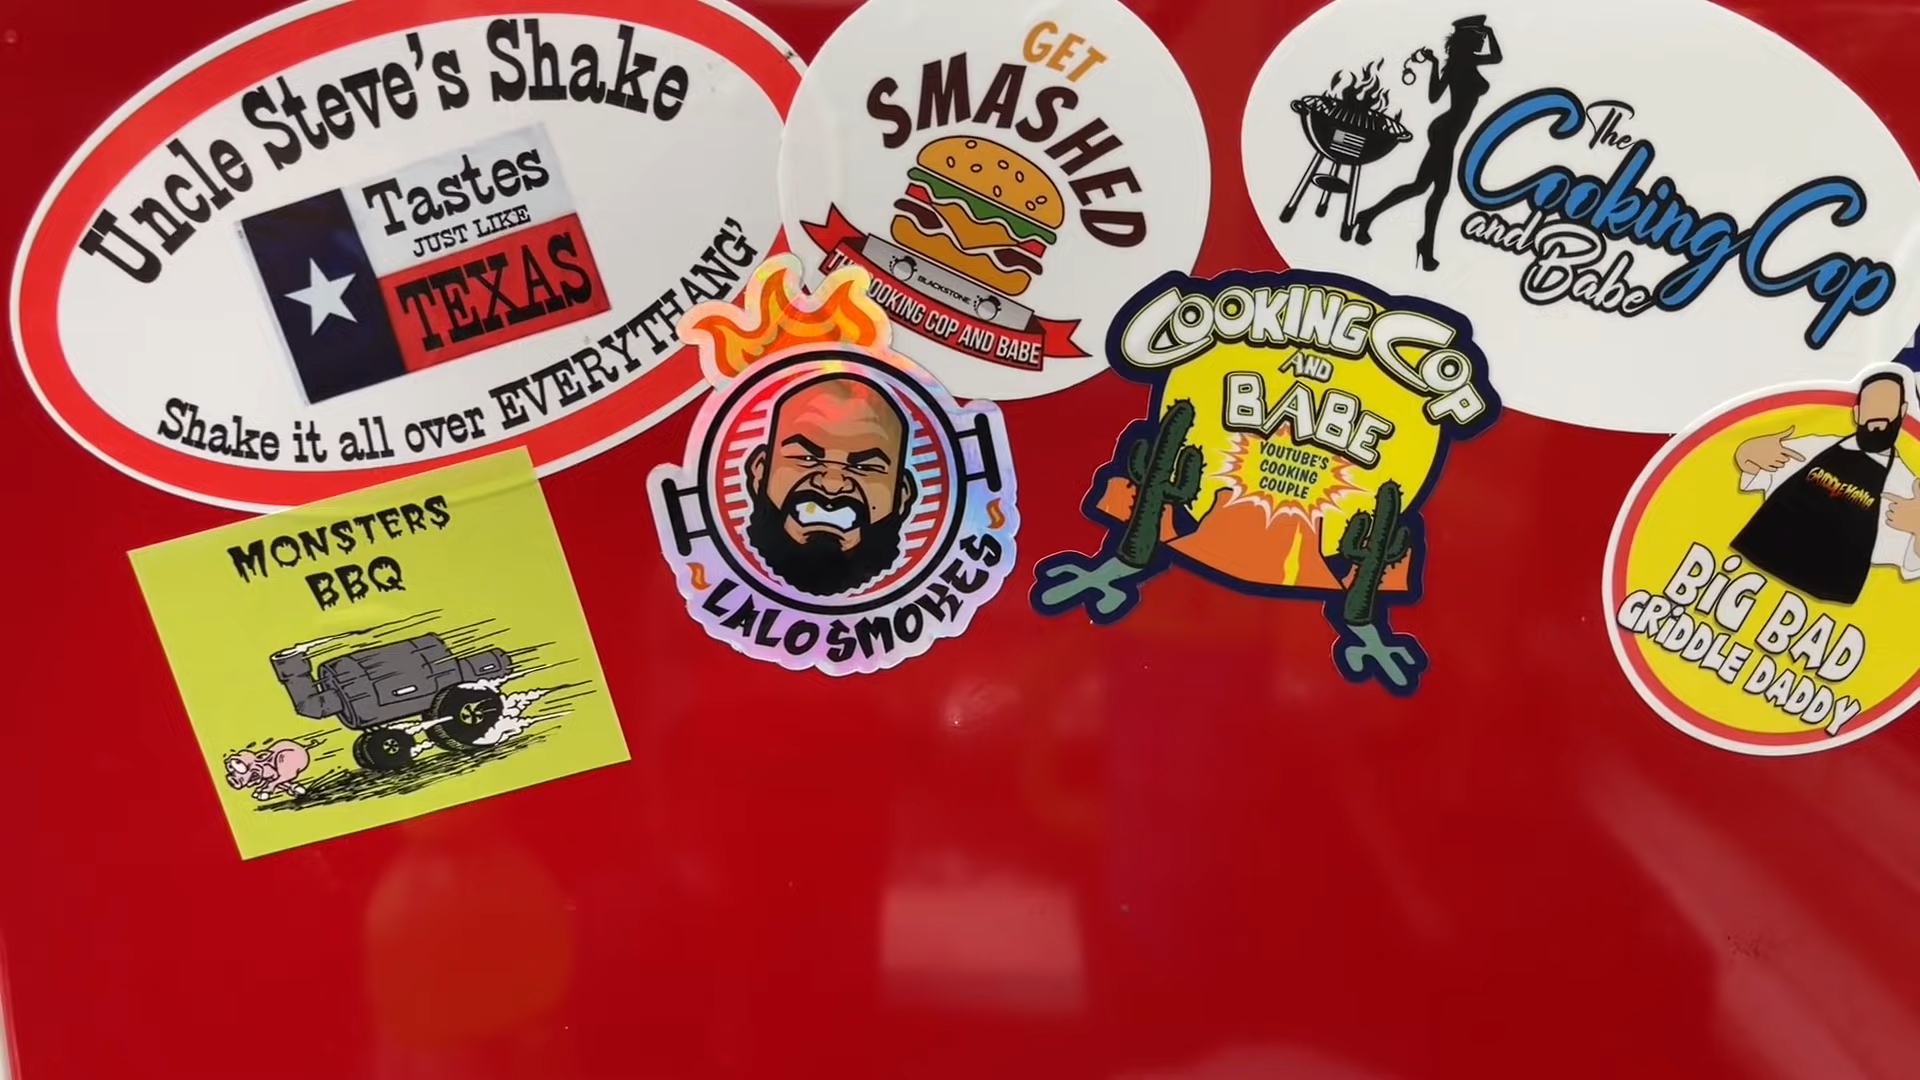 Uncle Steve's Shake
Tastes
JUST LIKE
TEXAS
Shake it all over EVERYTHANG'
GET
SMASHED
BLACKSTONE
COOKING COP AND BABE
The
Cooking Cop
and Babe
COOKING COP
AND
BABE
YOUTUBE'S
COOKING
COUPLE
LALO SMOKES
MONSTERS
BBQ
GRIDDLEMANIA
BIG BAD
GRIDDLE DADDY